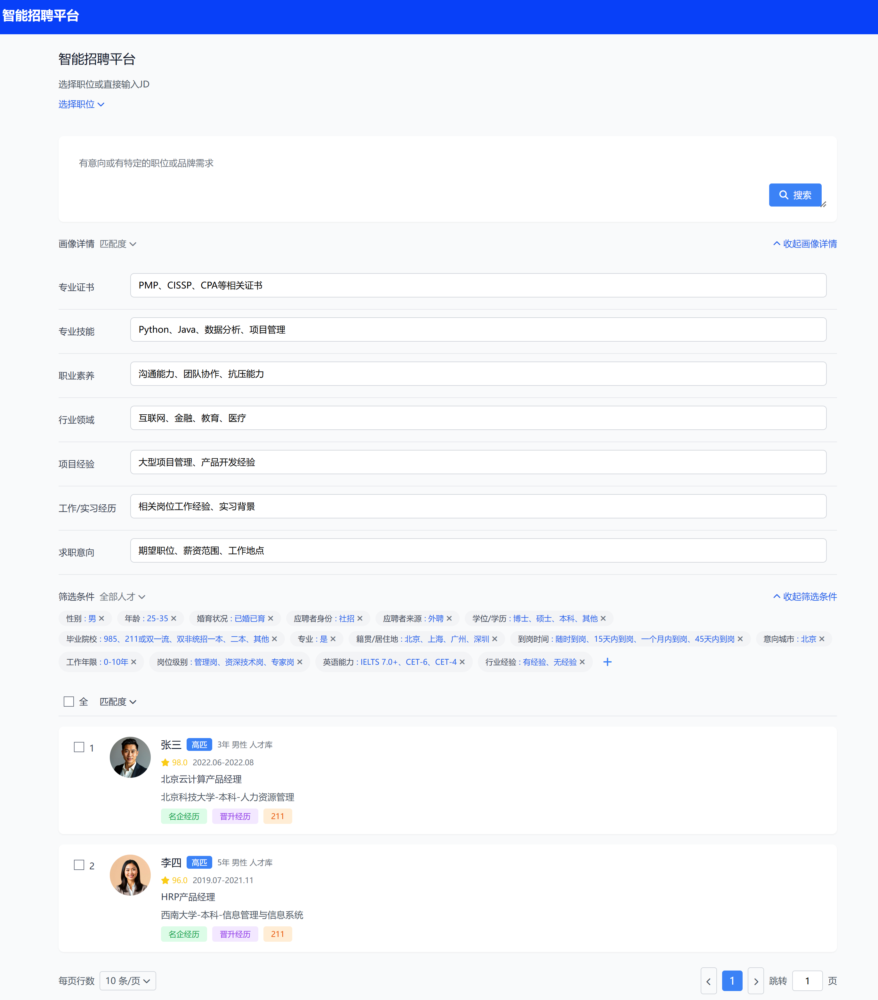 智能招聘平台
智能招聘平台
选择职位或直接输入JD
选择职位
有意向或有特定的职位或品牌需求
搜索
画像详情 匹配度 收起画像详情
专业证书 PMP、CISSP、CPA等相关证书
专业技能 Python、Java、数据分析、项目管理
职业素养 沟通能力、团队协作、抗压能力
行业领域 互联网、金融、教育、医疗
项目经验 大型项目管理、产品开发经验
工作/实习经历 相关岗位工作经验、实习背景
求职意向 期望职位、薪资范围、工作地点
筛选条件 全部人才 收起筛选条件
性别 : 男 年龄 : 25-35 婚育状况 : 已婚已育 应聘者身份 : 社招 应聘者来源 : 外聘 学位/学历 : 博士、硕士、本科、其他
毕业院校 : 985、211或双一流、双非统招一本、二本、其他 专业 : 是 籍贯/居住地 : 北京、上海、广州、深圳 到岗时间 : 随时到岗、15天内到岗、一个月内到岗、45天内到岗 意向城市 : 北京
工作年限 : 0-10年 岗位级别 : 管理岗、资深技术岗、专家岗 英语能力 : IELTS 7.0+、CET-6、CET-4 行业经验 : 有经验、无经验
全 匹配度
1 张三 高匹 3年 男性 人才库
98.0 2022.06-2022.08
北京云计算产品经理
北京科技大学-本科-人力资源管理
名企经历 晋升经历 211
2 李四 高匹 5年 男性 人才库
96.0 2019.07-2021.11
HRP产品经理
西南大学-本科-信息管理与信息系统
名企经历 晋升经历 211
每页行数 10 条/页 1 跳转 1 页